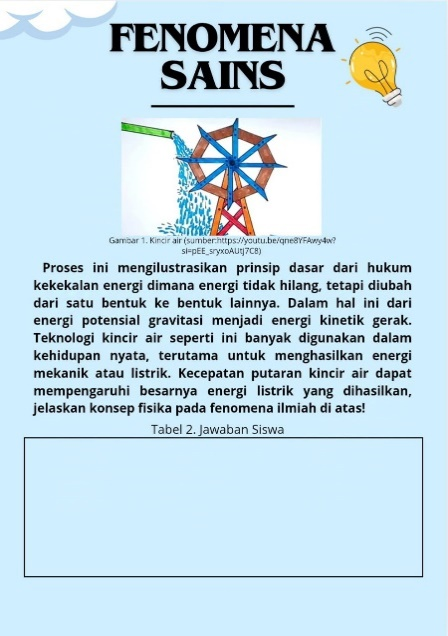 FENOMENA
SAINS
Gambar 1. Kincir air (sumber:https://youtu.be/qne8YFAwy4w?
si=pEE_sryxoAUtJ7C8)
Proses ini mengilustrasikan prinsip dasar dari hukum
kekekalan energi dimana energi tidak hilang, tetapi diubah
dari satu bentuk ke bentuk lainnya. Dalam hal ini dari
energi potensial gravitasi menjadi energi kinetik gerak.
Teknologi kincir air seperti ini banyak digunakan dalam
kehidupan nyata, terutama untuk menghasilkan energi
mekanik atau listrik. Kecepatan putaran kincir air dapat
mempengaruhi besarnya energi listrik yang dihasilkan,
jelaskan konsep fisika pada fenomena ilmiah di atas!
Tabel 2. Jawaban Siswa